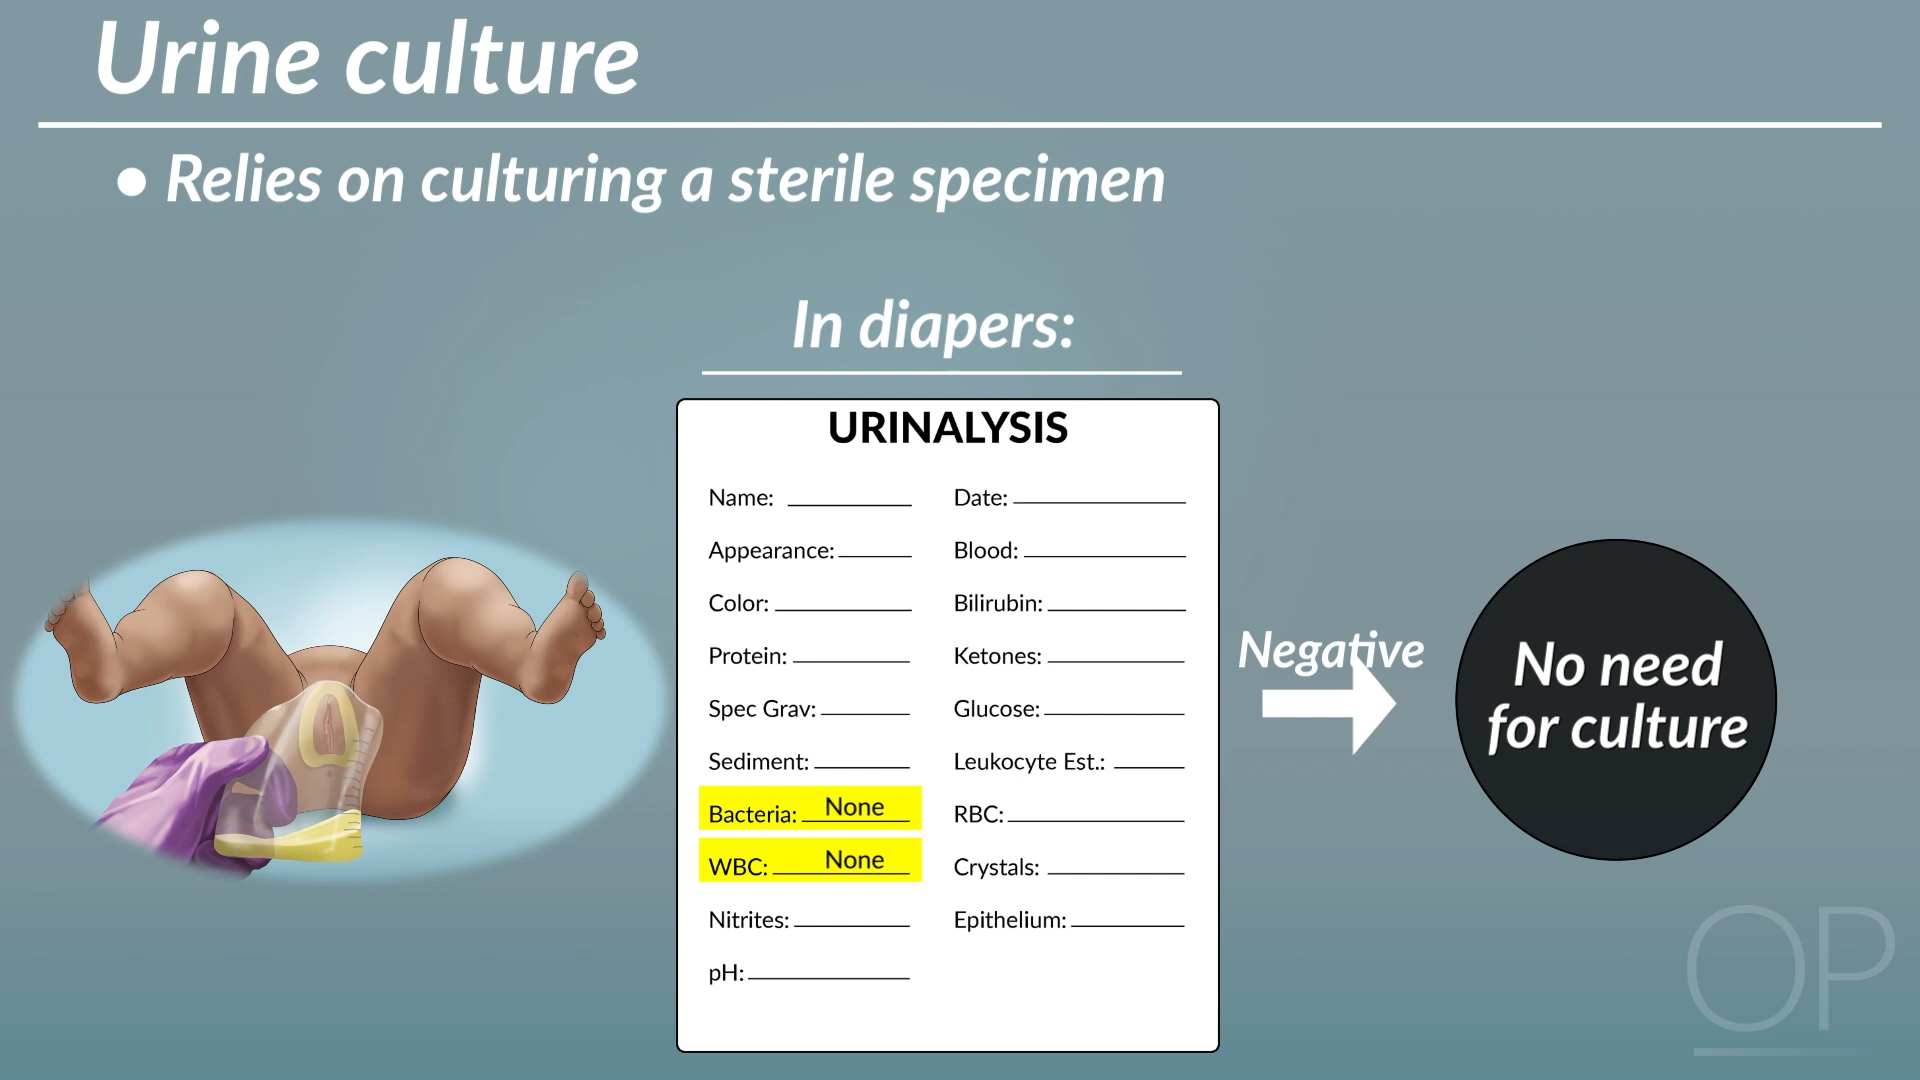 Urine culture
• Relies on culturing a sterile specimen
In diapers:
URINALYSIS
Name: Date:
Appearance: Blood:
Color: Bilirubin:
Protein: Ketones:
Spec Grav: Glucose:
Sediment: Leukocyte Est.:
Bacteria: None RBC:
WBC: None Crystals:
Nitrites: Epithelium:
pH:
Negative
No need
for culture
OP